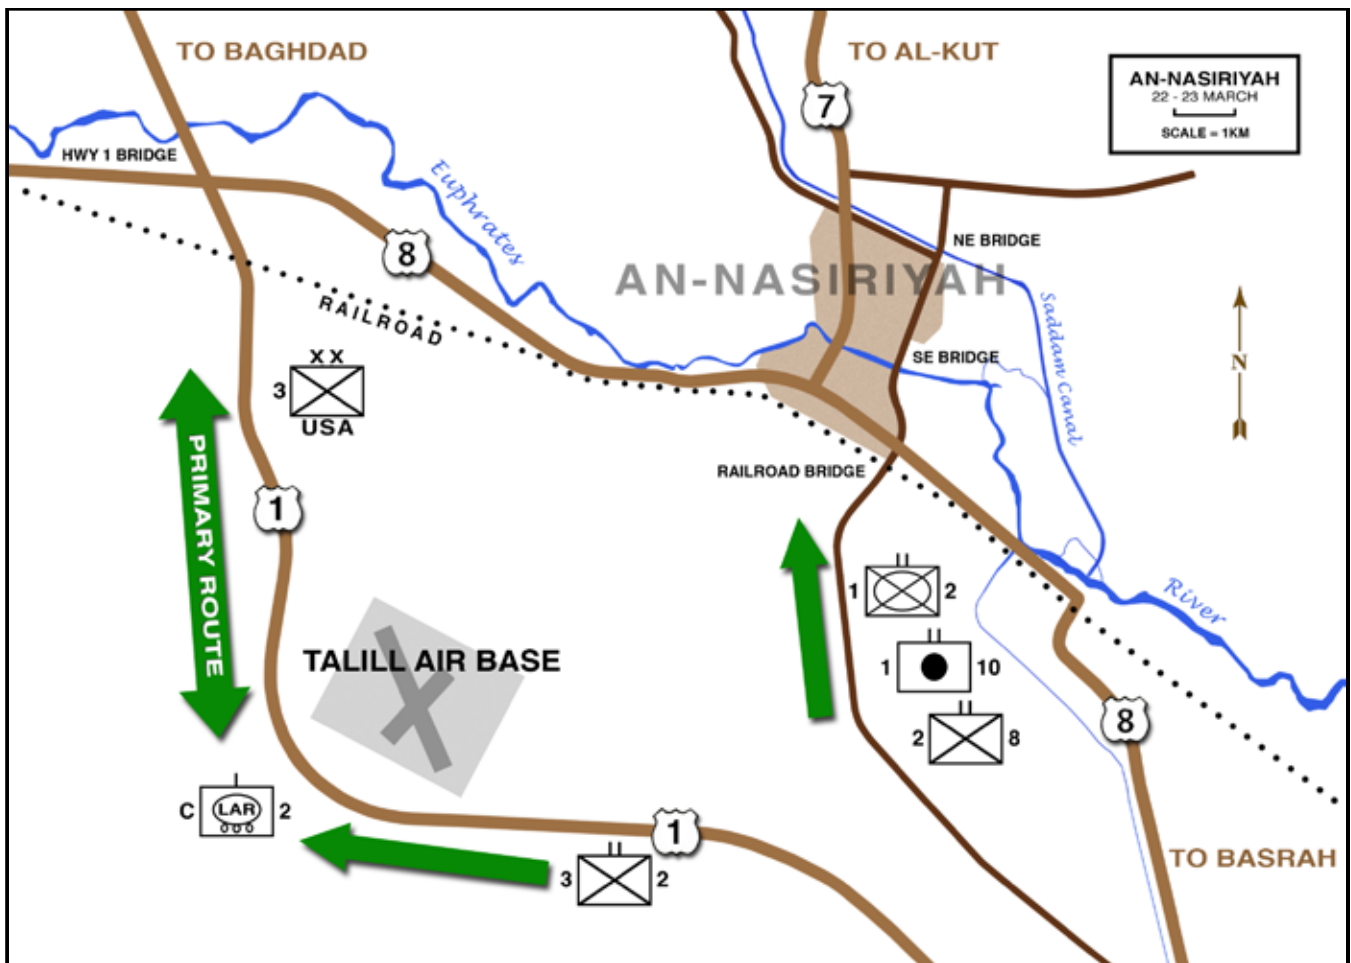 TO BAGHDAD
TO AL-KUT
AN-NASIRIYAH
22 - 23 MARCH
SCALE = 1KM
7
HWY 1 BRIDGE
Euphrates
8
NE BRIDGE
AN-NASIRIYAH
RAILROAD
Saddam Canal
SE BRIDGE
N
X X
3
USA
PRIMARY ROUTE
RAILROAD BRIDGE
1
1 2
River
1 10
TALILL AIR BASE
8
2 8
C LAR 2
1
TO BASRAH
3 2